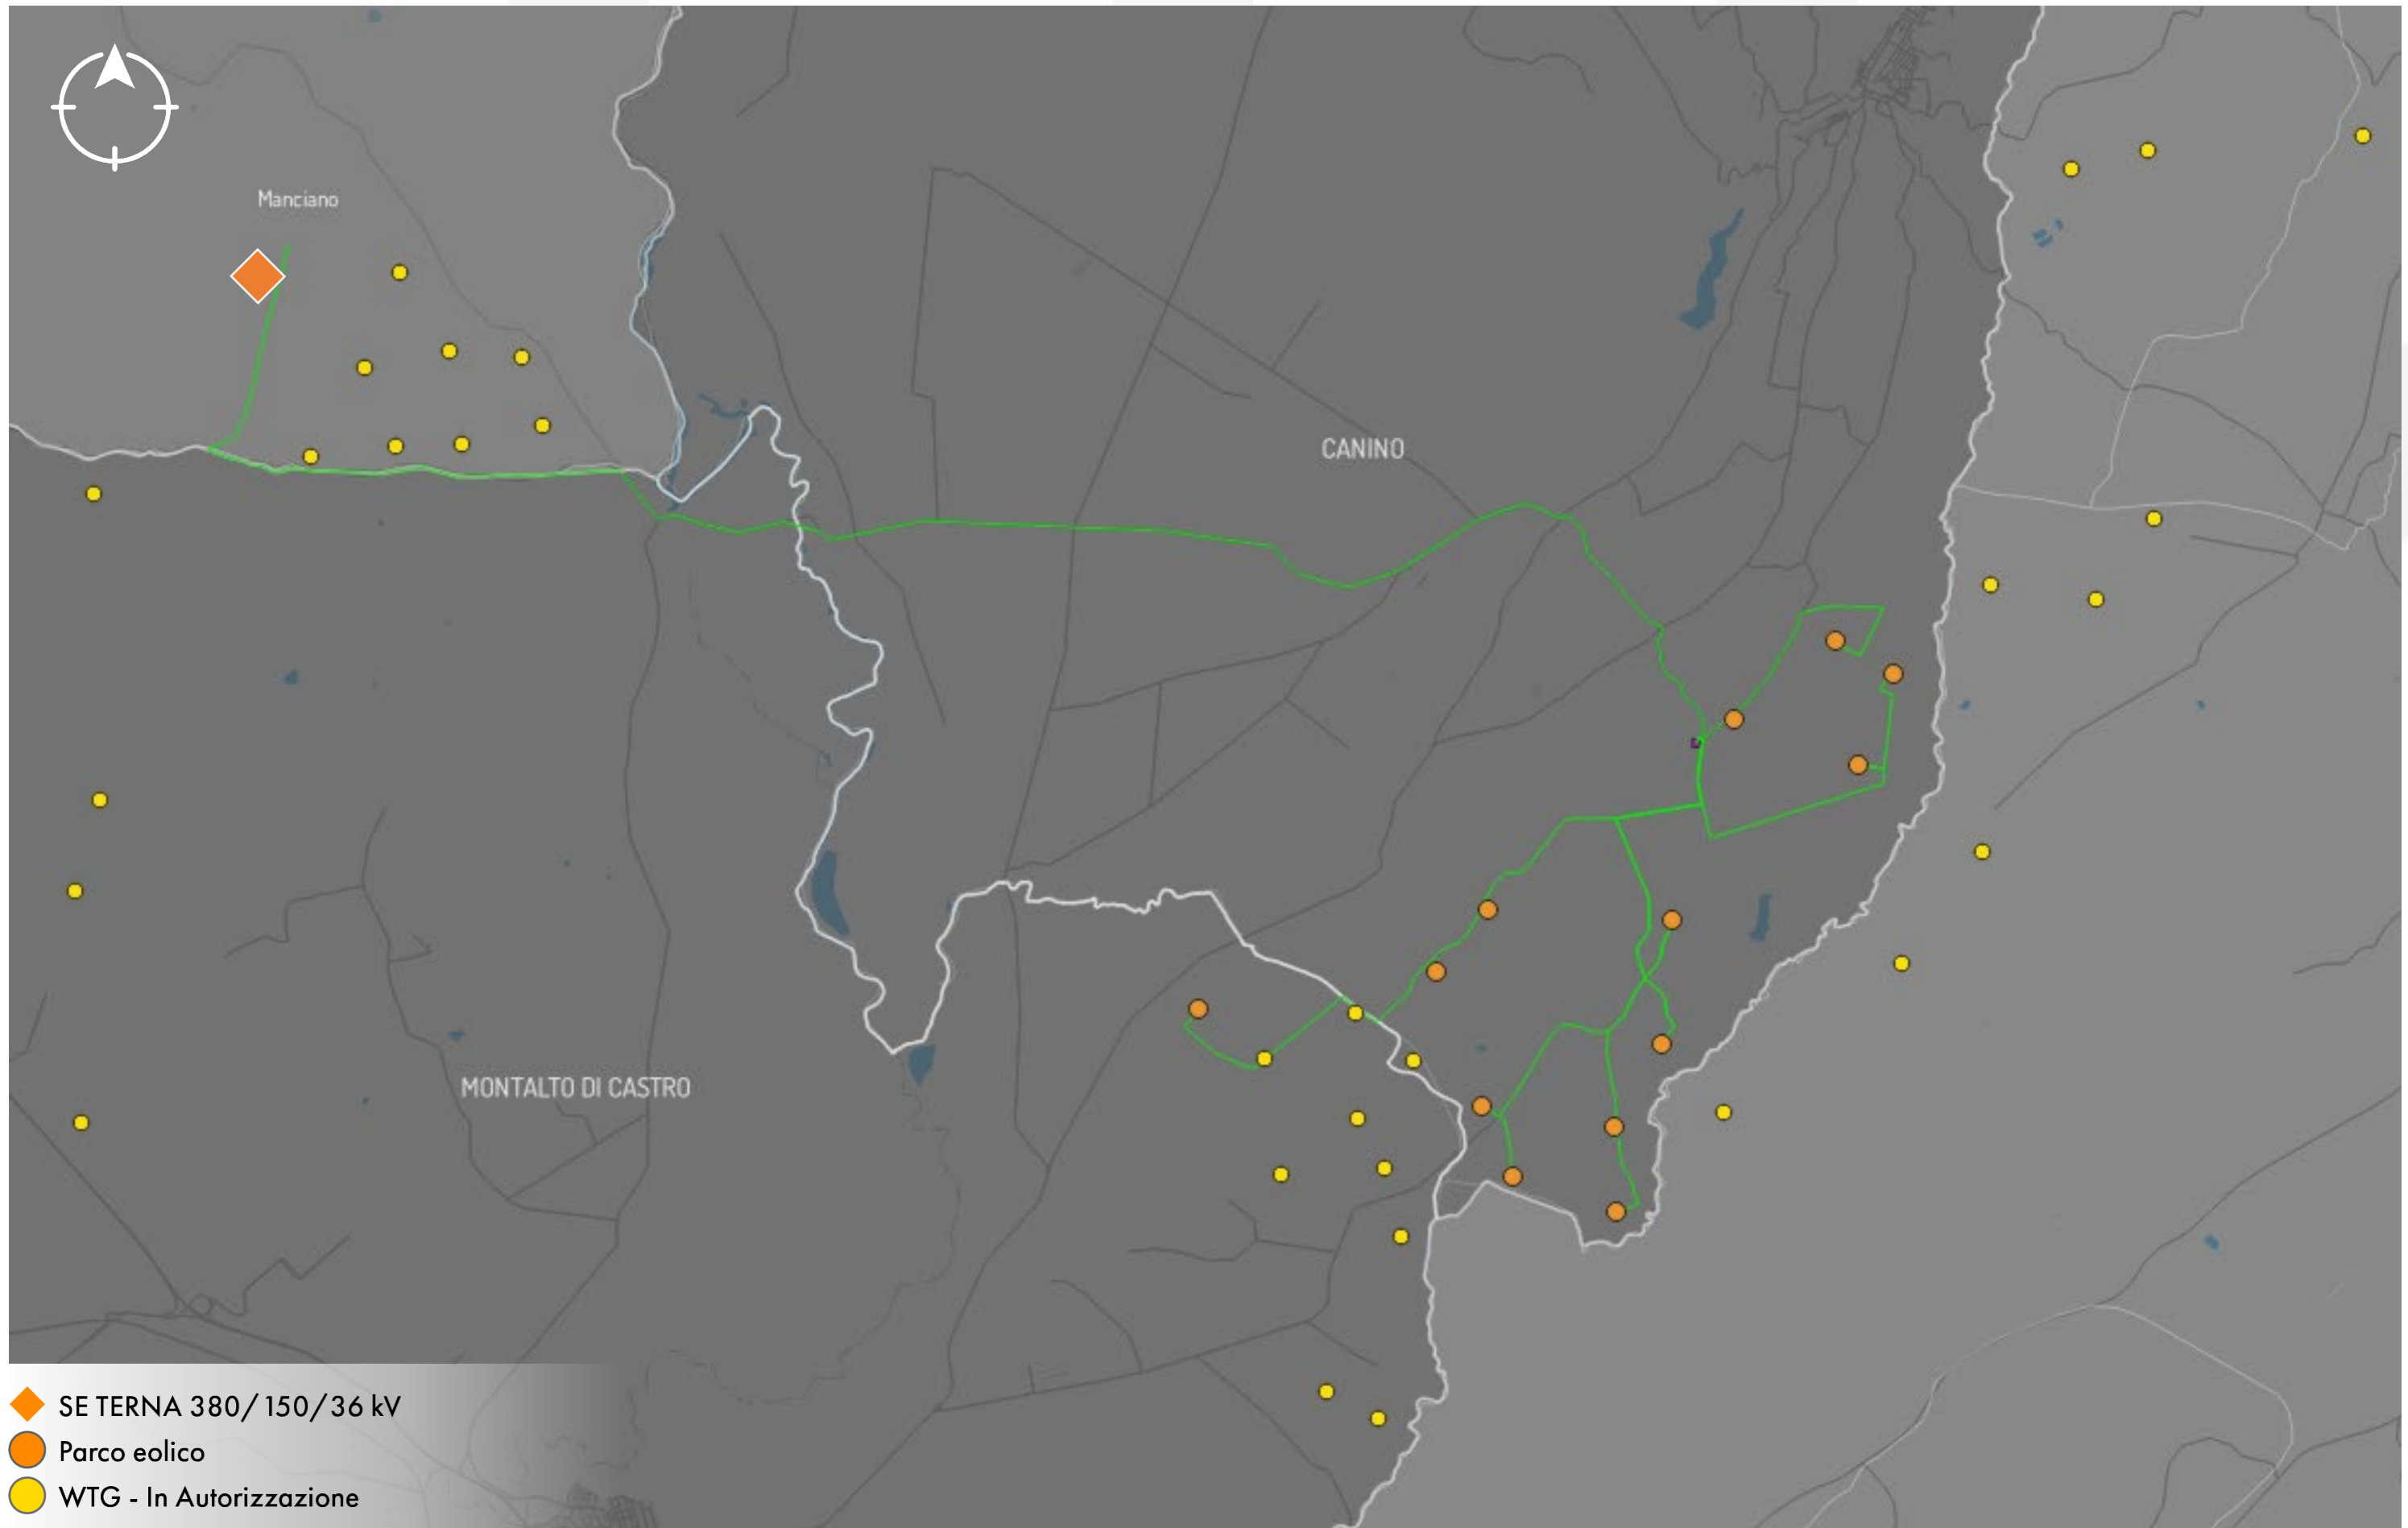 Manciano
CANINO
MONTALTO DI CASTRO
SE TERNA 380/150/36 kV
Parco eolico
WTG - In Autorizzazione